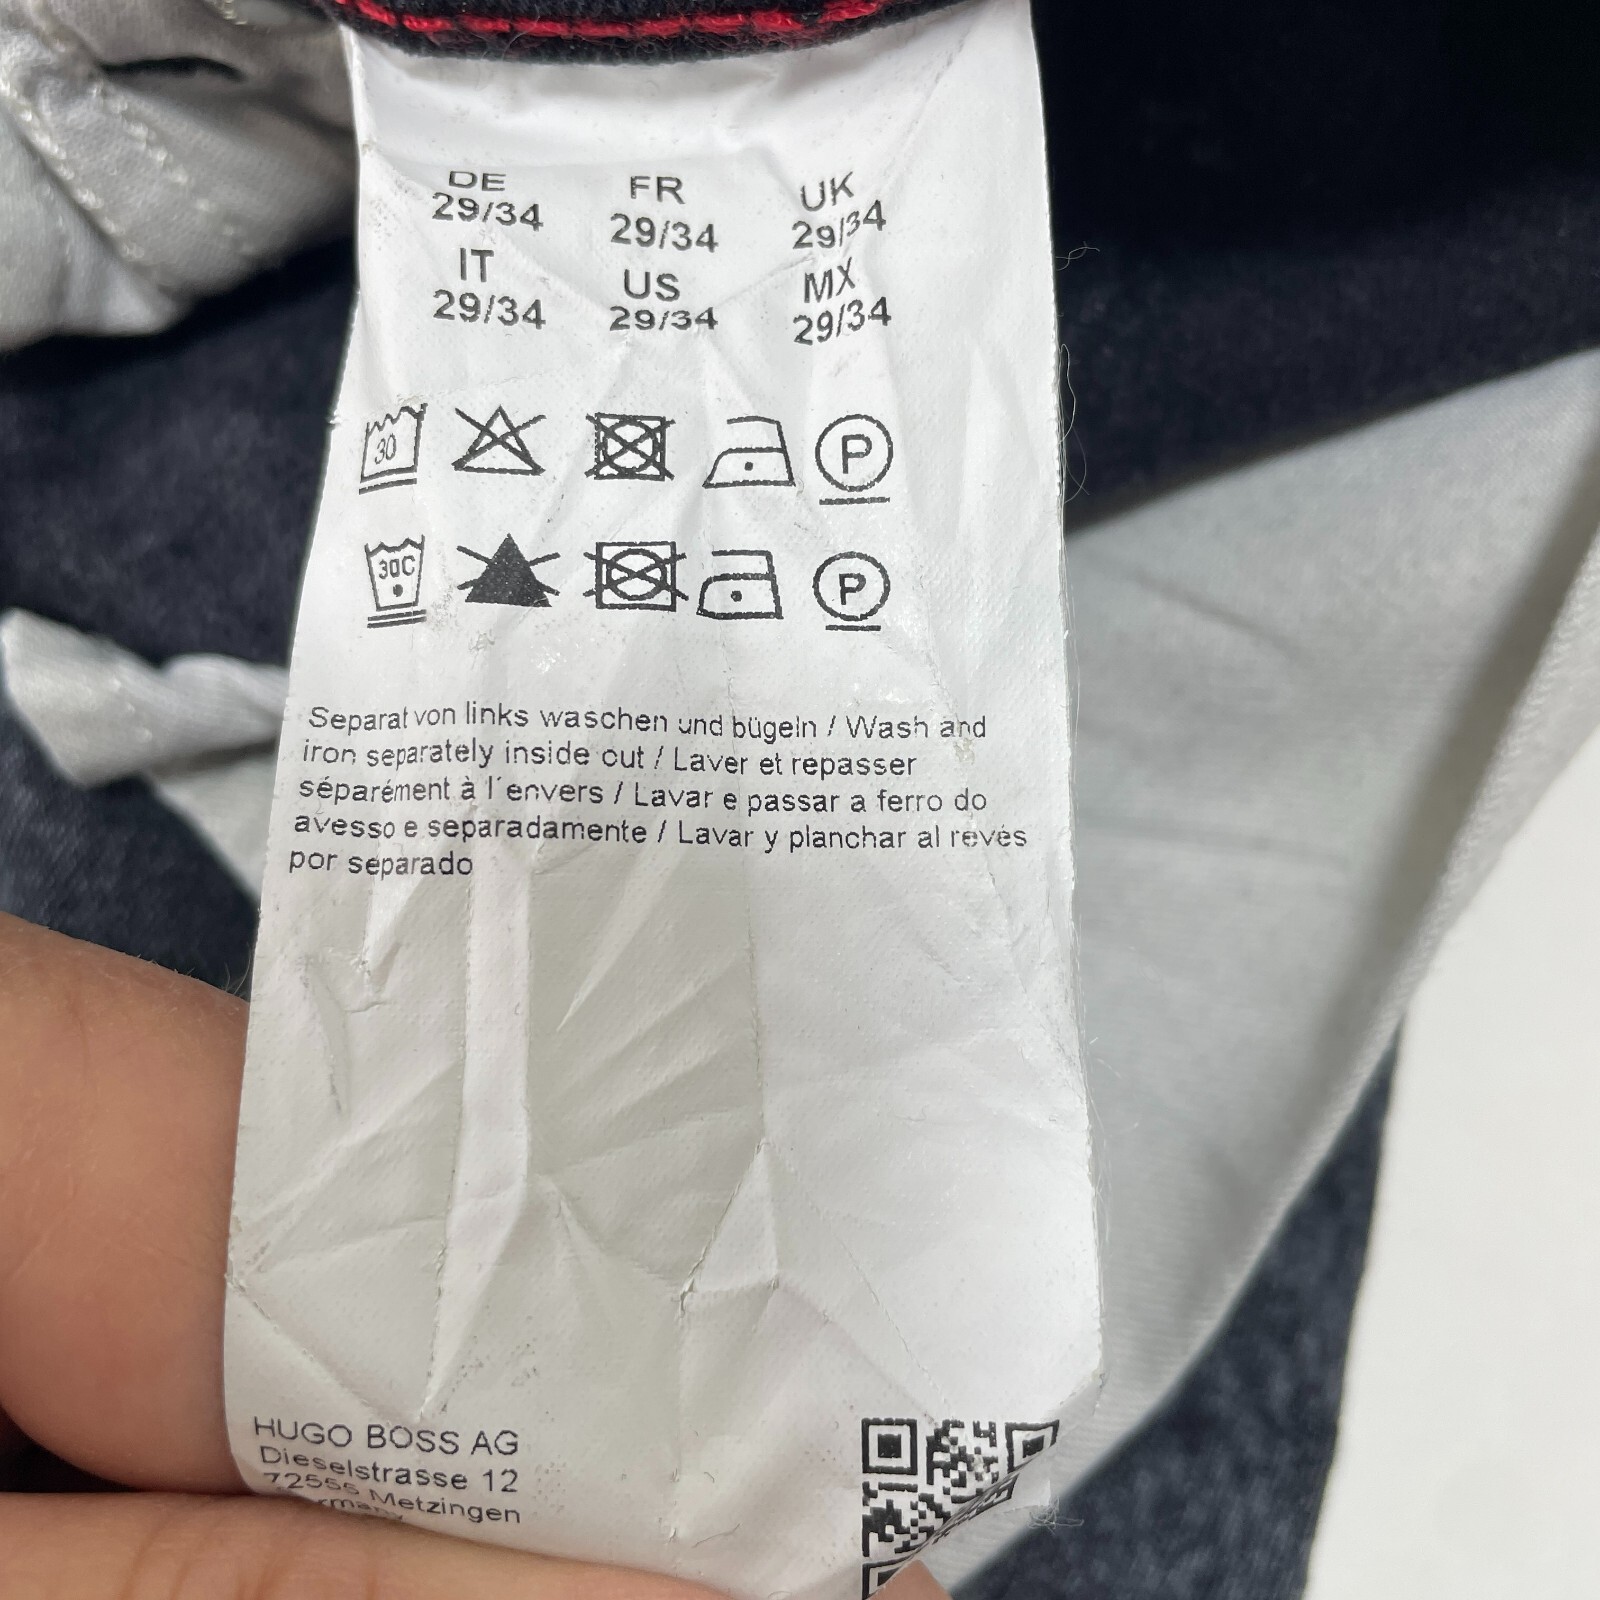 DE FR UK
29/34 29/34 29/34
IT US MX
29/34 29/34 29/34
30 P
30C P
Separat von links waschen und bügeln / Wash and
iron separately inside out / Laver et repasser
séparément à l´envers / Lavar e passar a ferro do
avesso e separadamente / Lavar y planchar al revés
por separado
HUGO BOSS AG
Dieselstrasse 12
72555 Metzingen